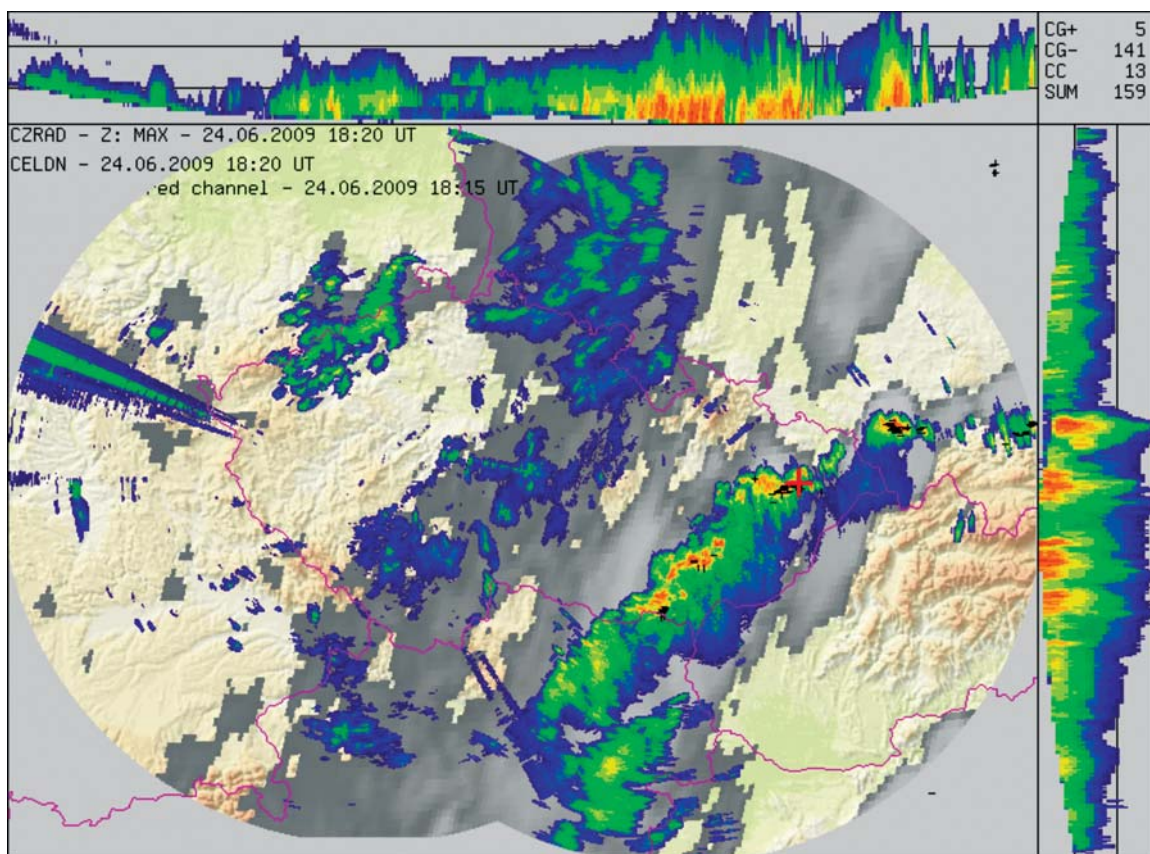 CG+ 5
CG- 141
CC 13
SUM 159
CZRAD - Z: MAX - 24.06.2009 18:20 UT
CELDN - 24.06.2009 18:20 UT
red channel - 24.06.2009 18:15 UT